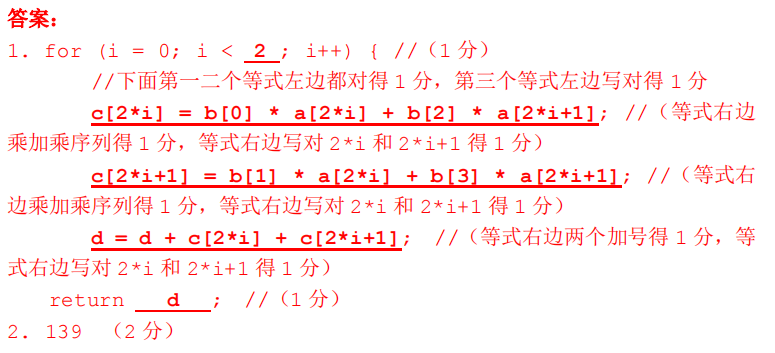 答案：
1. for (i = 0; i < 2 ; i++) { //（1 分）
//下面第一二个等式左边都对得 1 分，第三个等式左边写对得 1 分
c[2*i] = b[0] * a[2*i] + b[2] * a[2*i+1]; //（等式右边
乘加乘序列得 1 分，等式右边写对 2*i 和 2*i+1 得 1 分）
c[2*i+1] = b[1] * a[2*i] + b[3] * a[2*i+1]; //（等式右
边乘加乘序列得 1 分，等式右边写对 2*i 和 2*i+1 得 1 分）
d = d + c[2*i] + c[2*i+1]; //（等式右边两个加号得 1 分，等
式右边写对 2*i 和 2*i+1 得 1 分）
return d ; //（1 分）
2. 139 （2 分）